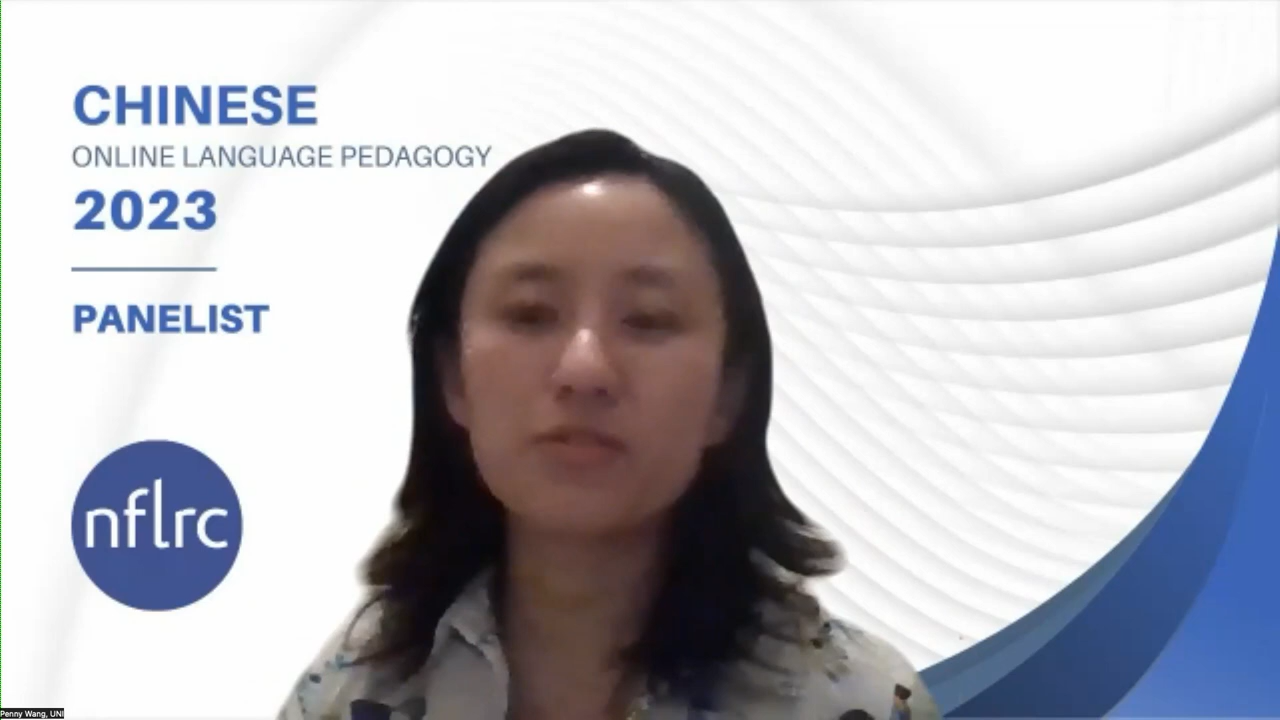 CHINESE
ONLINE LANGUAGE PEDAGOGY
2023
PANELIST
nflrc
Penny Wang, UNI